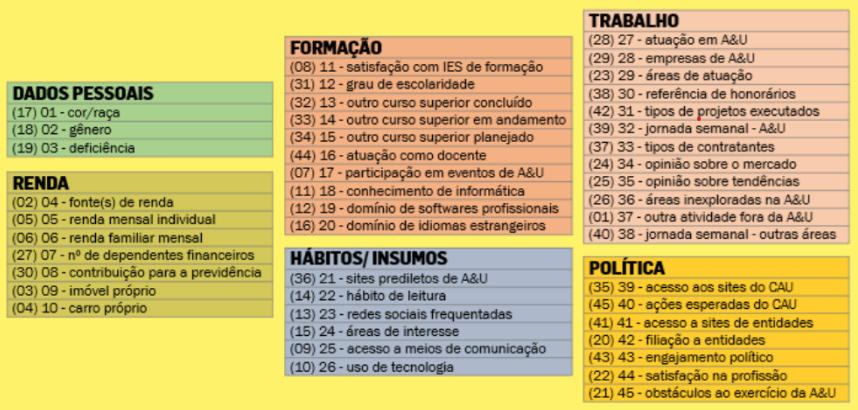 DADOS PESSOAIS
(17) 01 - cor/raça
(18) 02 - gênero
(19) 03 - deficiência
RENDA
(02) 04 - fonte(s) de renda
(05) 05 - renda mensal individual
(06) 06 - renda familiar mensal
(27) 07 - nº de dependentes financeiros
(30) 08 - contribuição para a previdência
(03) 09 - imóvel próprio
(04) 10 - carro próprio
FORMAÇÃO
(08) 11 - satisfação com IES de formação
(31) 12 - grau de escolaridade
(32) 13 - outro curso superior concluído
(33) 14 - outro curso superior em andamento
(34) 15 - outro curso superior planejado
(44) 16 - atuação como docente
(07) 17 - participação em eventos de A&U
(11) 18 - conhecimento de informática
(12) 19 - domínio de softwares profissionais
(16) 20 - domínio de idiomas estrangeiros
HÁBITOS/ INSUMOS
(36) 21 - sites prediletos de A&U
(14) 22 - hábito de leitura
(13) 23 - redes sociais frequentadas
(15) 24 - áreas de interesse
(09) 25 - acesso a meios de comunicação
(10) 26 - uso de tecnologia
TRABALHO
(28) 27 - atuação em A&U
(29) 28 - empresas de A&U
(23) 29 - áreas de atuação
(38) 30 - referência de honorários
(42) 31 - tipos de projetos executados
(39) 32 - jornada semanal - A&U
(37) 33 - tipos de contratantes
(24) 34 - opinião sobre o mercado
(25) 35 - opinião sobre tendências
(26) 36 - áreas inexploradas na A&U
(01) 37 - outra atividade fora da A&U
(40) 38 - jornada semanal - outras áreas
POLÍTICA
(35) 39 - acesso aos sites do CAU
(45) 40 - ações esperadas do CAU
(41) 41 - acesso a sites de entidades
(20) 42 - filiação a entidades
(43) 43 - engajamento político
(22) 44 - satisfação na profissão
(21) 45 - obstáculos ao exercício da A&U